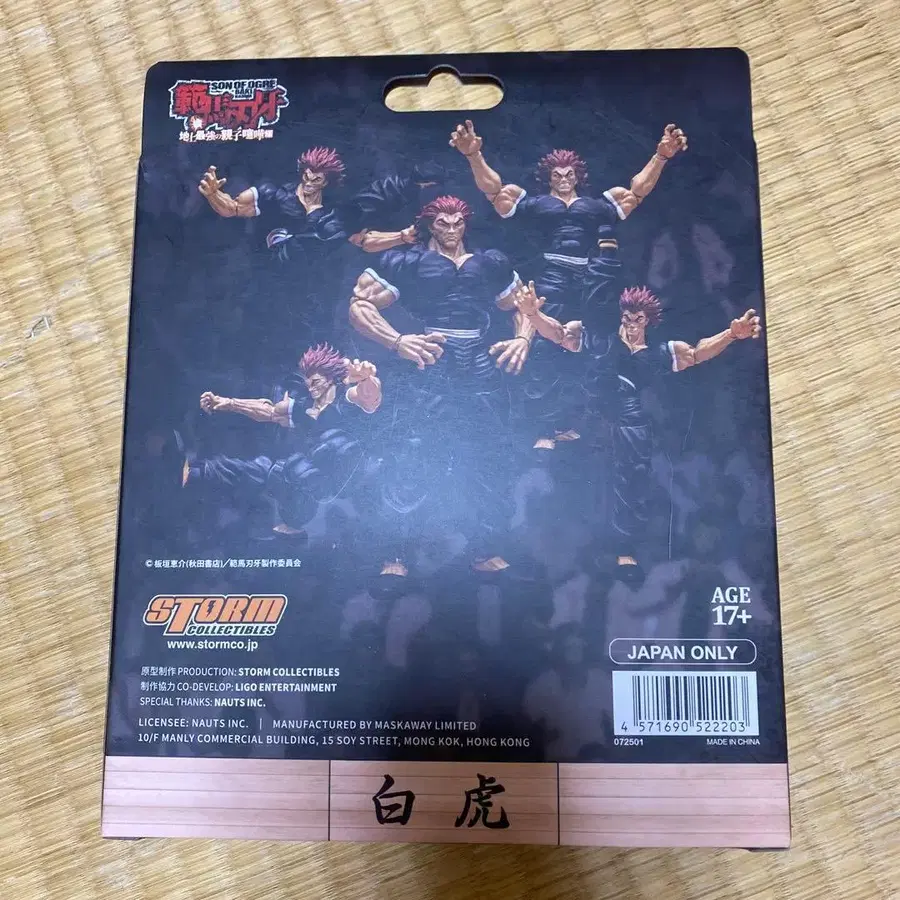 SON OF OGRE
BAKI
範馬刃牙
地上最強の親子喧嘩編
© 板垣恵介(秋田書店)/範馬刃牙製作委員会
STORM
COLLECTIBLES
www.stormco.jp
AGE
17+
JAPAN ONLY
原型制作 PRODUCTION: STORM COLLECTIBLES
制作協力 CO-DEVELOP: LIGO ENTERTAINMENT
SPECIAL THANKS: NAUTS INC.
LICENSEE: NAUTS INC. | MANUFACTURED BY MASKAWAY LIMITED
10/F MANLY COMMERCIAL BUILDING, 15 SOY STREET, MONG KOK, HONG KONG
4 571690 522203
072501 MADE IN CHINA
白虎